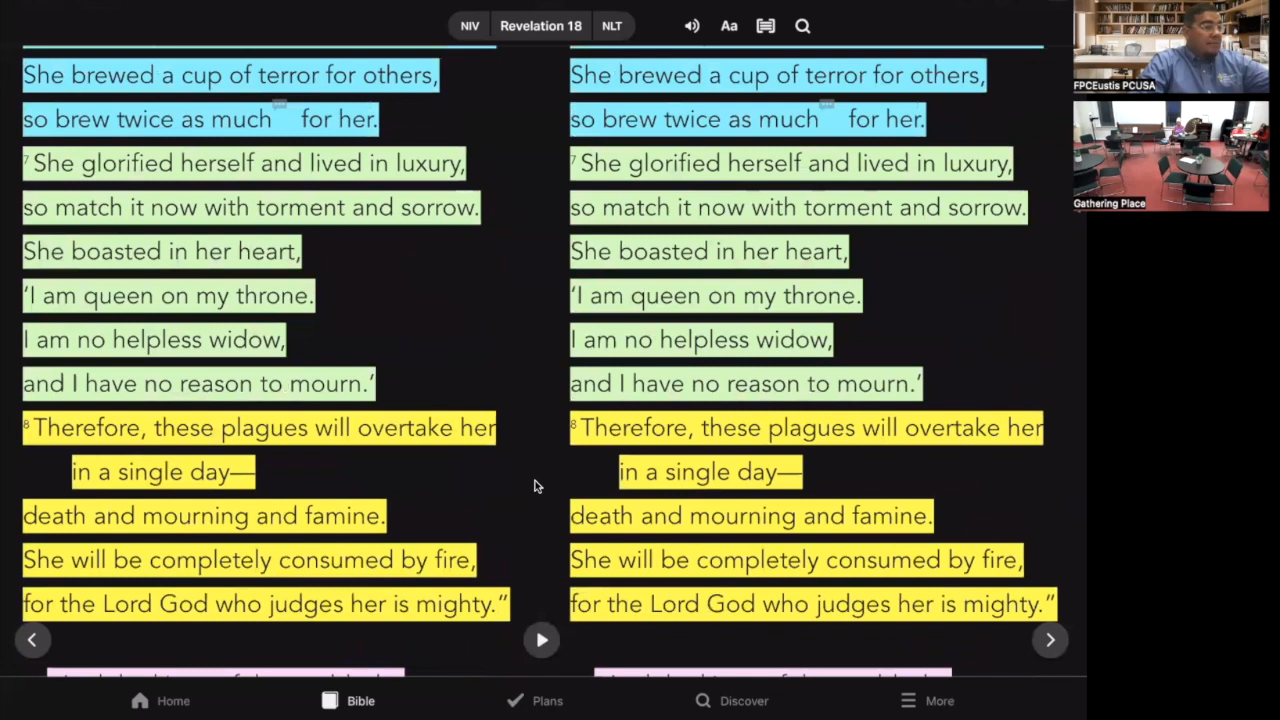 NIV Revelation 18 NLT Aa
She brewed a cup of terror for others,
so brew twice as much for her.
7 She glorified herself and lived in luxury,
so match it now with torment and sorrow.
She boasted in her heart,
‘I am queen on my throne.
I am no helpless widow,
and I have no reason to mourn.’
8 Therefore, these plagues will overtake her
in a single day—
death and mourning and famine.
She will be completely consumed by fire,
for the Lord God who judges her is mighty.”
She brewed a cup of terror for others,
so brew twice as much for her.
7 She glorified herself and lived in luxury,
so match it now with torment and sorrow.
She boasted in her heart,
‘I am queen on my throne.
I am no helpless widow,
and I have no reason to mourn.’
8 Therefore, these plagues will overtake her
in a single day—
death and mourning and famine.
She will be completely consumed by fire,
for the Lord God who judges her is mighty.”
FPCEustis PCUSA
Gathering Place
Home Bible Plans Discover More